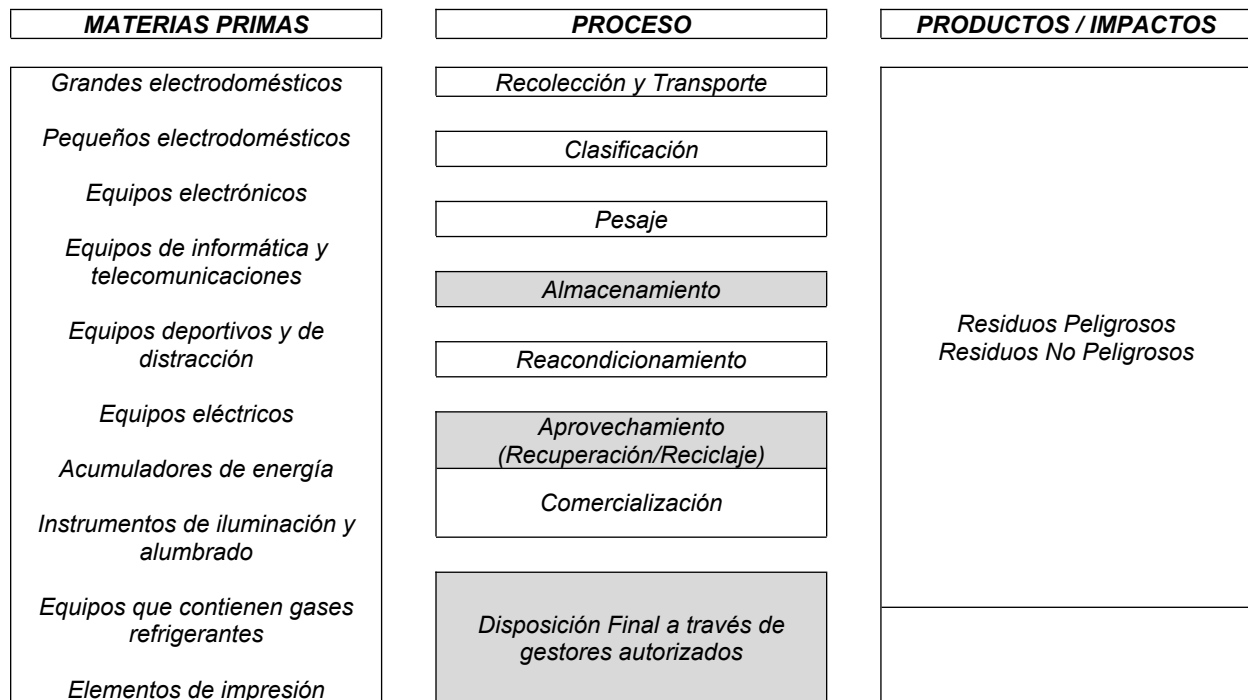 MATERIAS PRIMAS
PROCESO
PRODUCTOS / IMPACTOS
Grandes electrodomésticos
Pequeños electrodomésticos
Equipos electrónicos
Equipos de informática y
telecomunicaciones
Equipos deportivos y de
distracción
Equipos eléctricos
Acumuladores de energía
Instrumentos de iluminación y
alumbrado
Equipos que contienen gases
refrigerantes
Elementos de impresión
Recolección y Transporte
Clasificación
Pesaje
Almacenamiento
Reacondicionamiento
Aprovechamiento
(Recuperación/Reciclaje)
Comercialización
Disposición Final a través de
gestores autorizados
Residuos Peligrosos
Residuos No Peligrosos